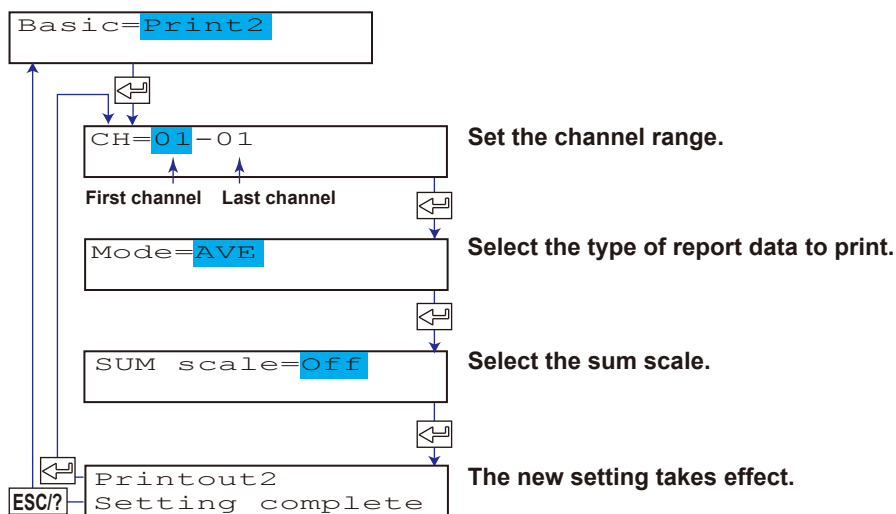 Basic=Print2
CH=01-01
Set the channel range.
First channel Last channel
Mode=AVE
Select the type of report data to print.
SUM scale=Off
Select the sum scale.
Printout2
The new setting takes effect.
ESC/?
Setting complete